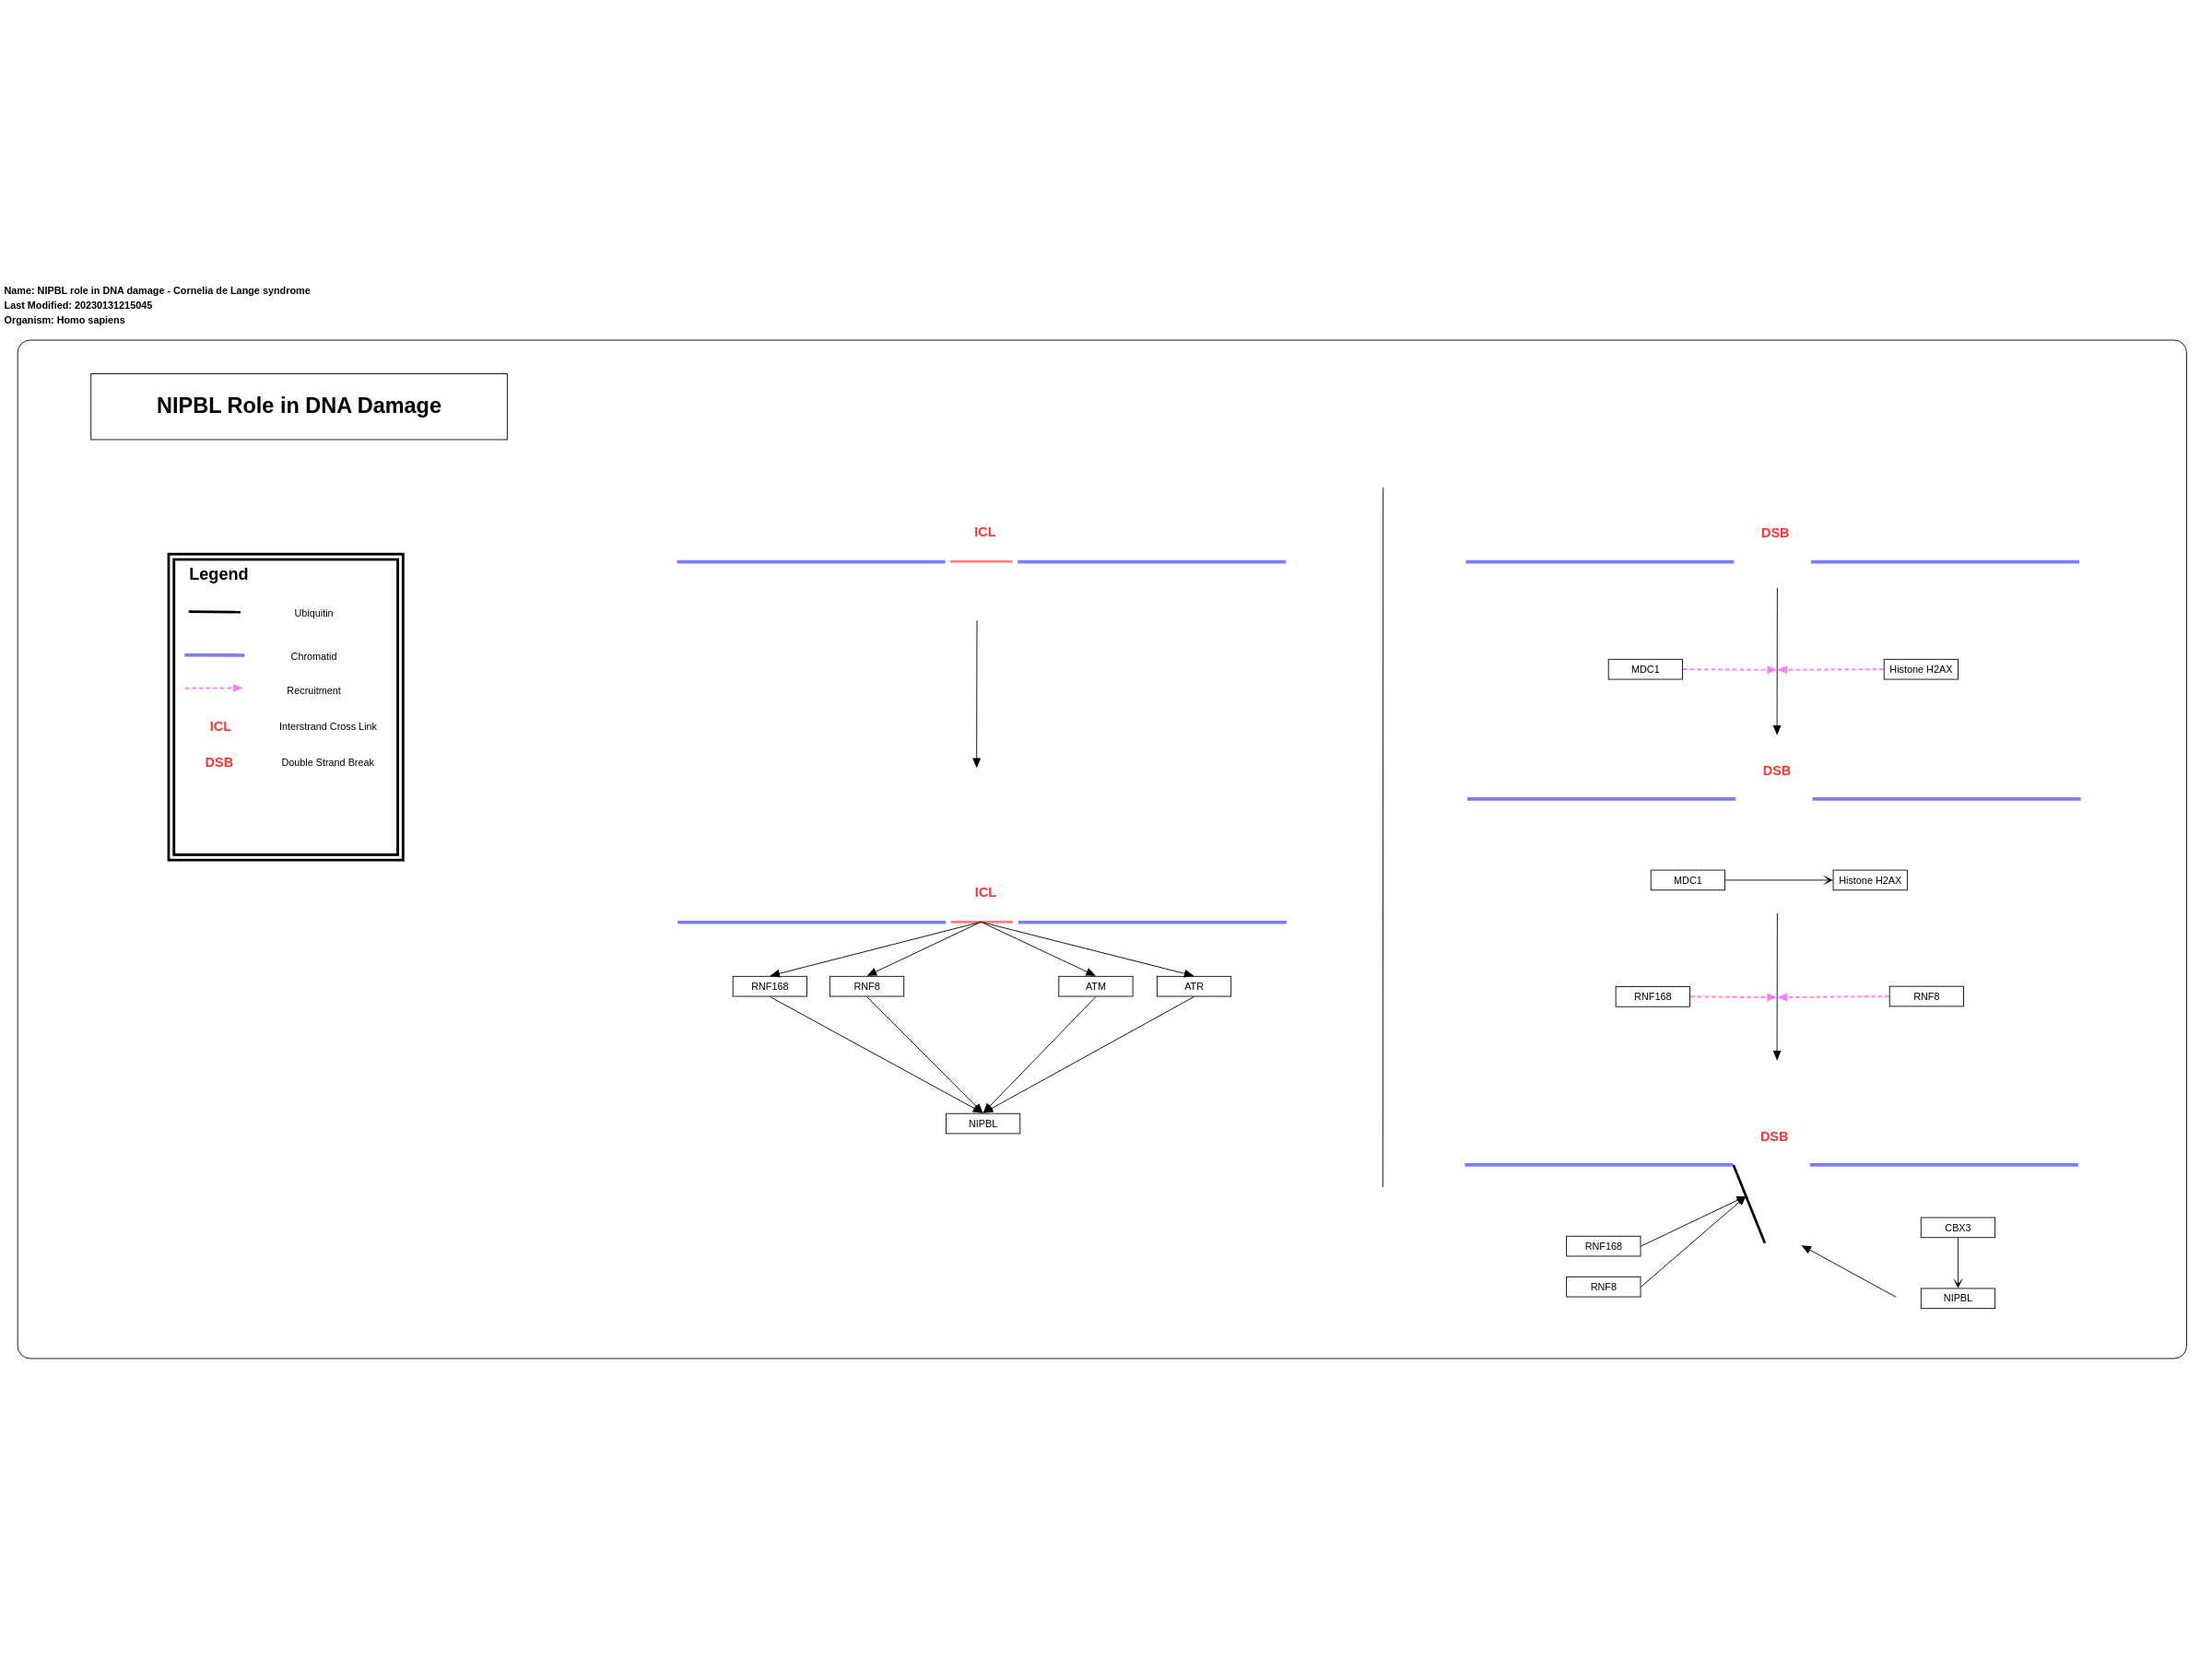 Name: NIPBL role in DNA damage - Cornelia de Lange syndrome
Last Modified: 20230131215045
Organism: Homo sapiens
NIPBL Role in DNA Damage
Legend
Ubiquitin
Chromatid
Recruitment
ICL Interstrand Cross Link
DSB Double Strand Break
ICL
ICL
RNF168 RNF8 ATM ATR
NIPBL
DSB
MDC1 Histone H2AX
DSB
MDC1 Histone H2AX
RNF168 RNF8
DSB
CBX3
RNF168
RNF8
NIPBL